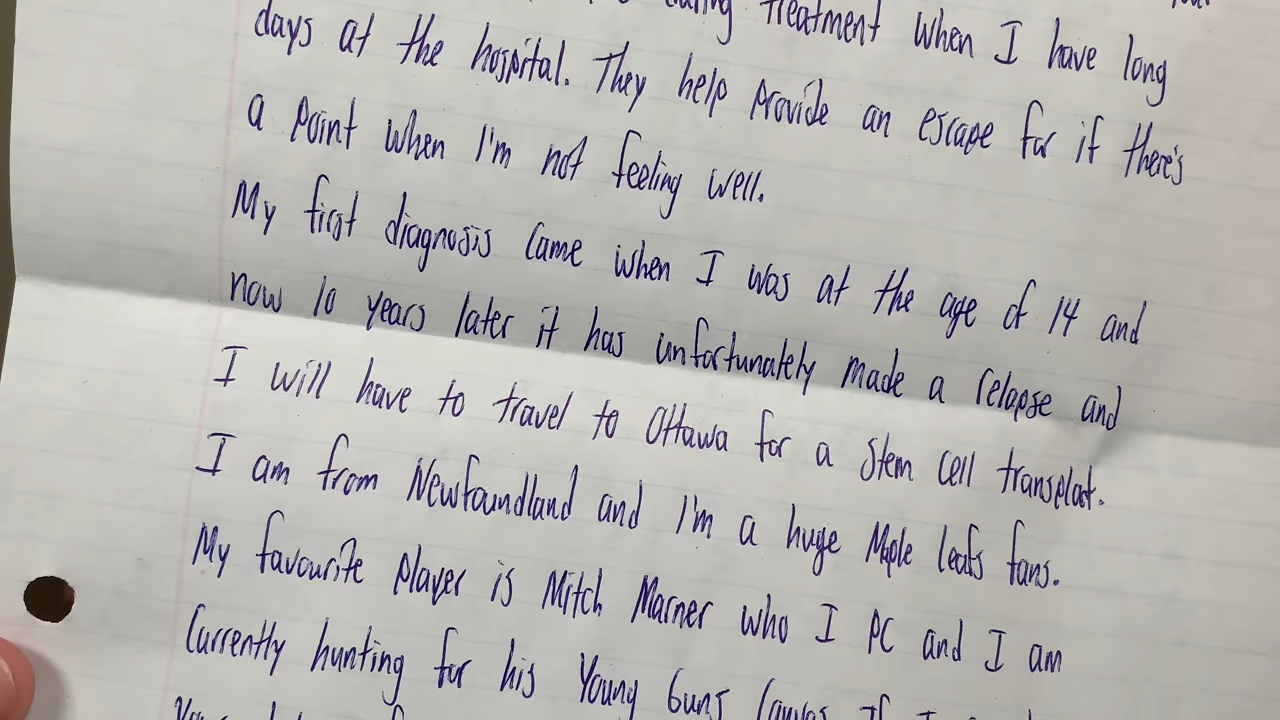 during treatment when I have long
days at the hospital. They help provide an escape for if there's
a point when I'm not feeling well.
My first diagnosis came when I was at the age of 14 and
now 10 years later it has unfortunately made a relapse and
I will have to travel to Ottawa for a stem cell transplat.
I am from Newfoundland and I'm a huge Maple leafs fans.
My favourite player is Mitch Marner who I PC and I am
Currently hunting for his Young Guns Canvas If I